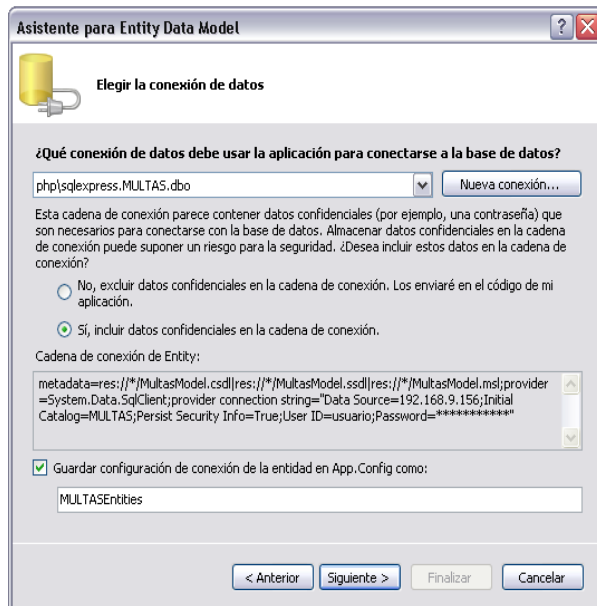 Asistente para Entity Data Model
Elegir la conexión de datos
¿Qué conexión de datos debe usar la aplicación para conectarse a la base de datos?
php\sqlexpress.MULTAS.dbo
Nueva conexión...
Esta cadena de conexión parece contener datos confidenciales (por ejemplo, una contraseña) que
son necesarios para conectarse con la base de datos. Almacenar datos confidenciales en la cadena
de conexión puede suponer un riesgo para la seguridad. ¿Desea incluir estos datos en la cadena de
conexión?
No, excluir datos confidenciales en la cadena de conexión. Los enviaré en el código de mi
aplicación.
Sí, incluir datos confidenciales en la cadena de conexión.
Cadena de conexión de Entity:
metadata=res://*/MultasModel.csdl|res://*/MultasModel.ssdl|res://*/MultasModel.msl;provider
=System.Data.SqlClient;provider connection string="Data Source=192.168.9.156;Initial
Catalog=MULTAS;Persist Security Info=True;User ID=usuario;Password=***********"
Guardar configuración de conexión de la entidad en App.Config como:
MULTASEntities
< Anterior
Siguiente >
Finalizar
Cancelar